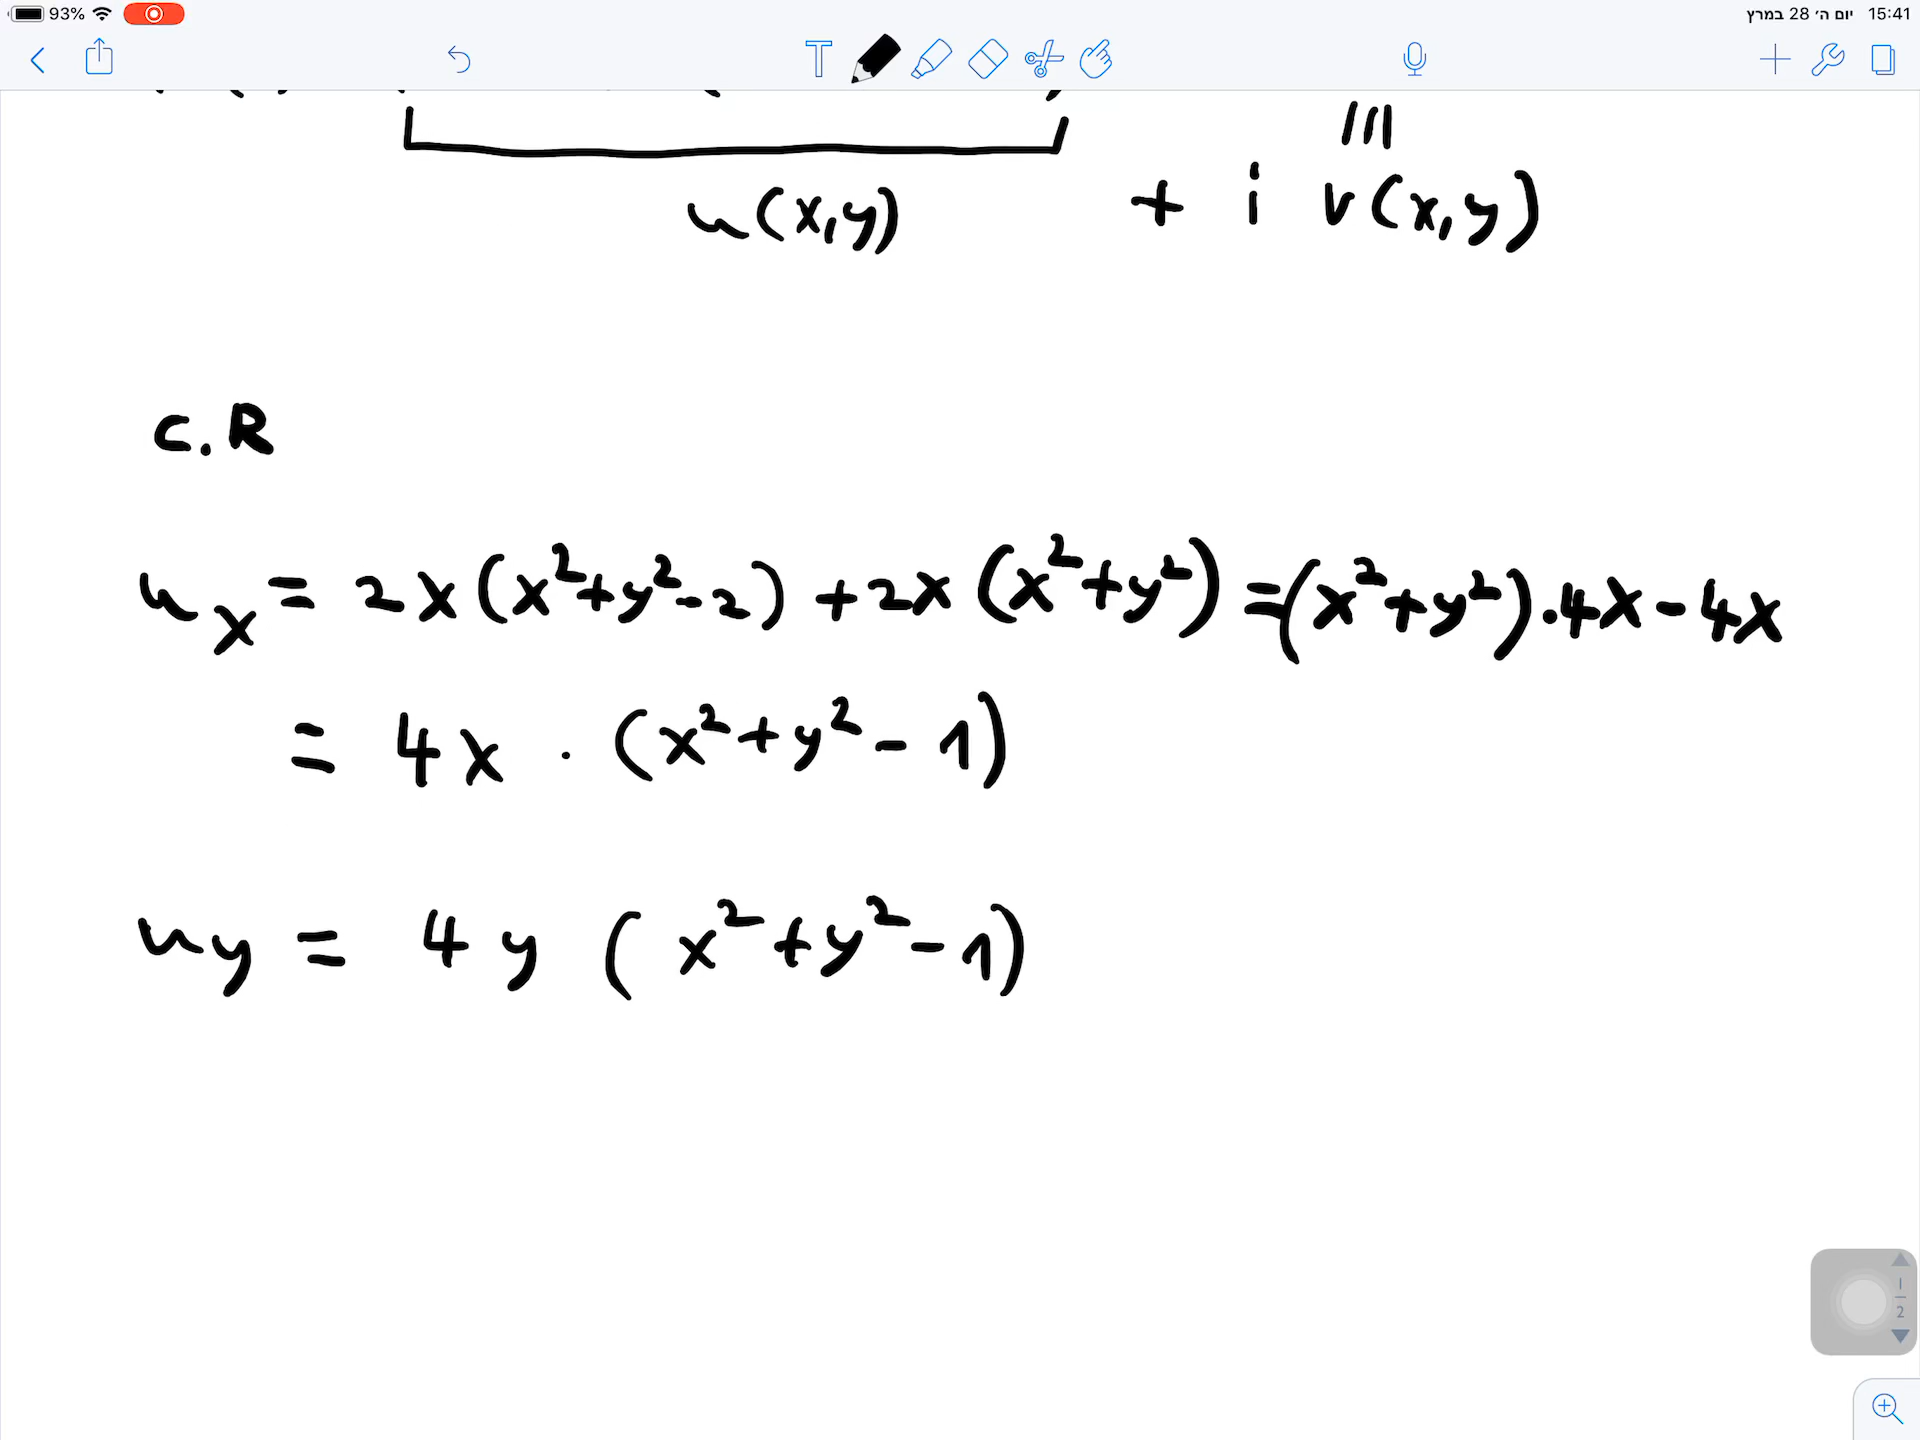 93% יום ה׳ 28 במרץ 15:41
T
u(x,y) + i v(x,y)
C.R
u_x = 2x(x²+y²-2) + 2x(x²+y²) = (x²+y²)·4x - 4x
= 4x · (x²+y²-1)
u_y = 4y (x²+y²-1)
1
2